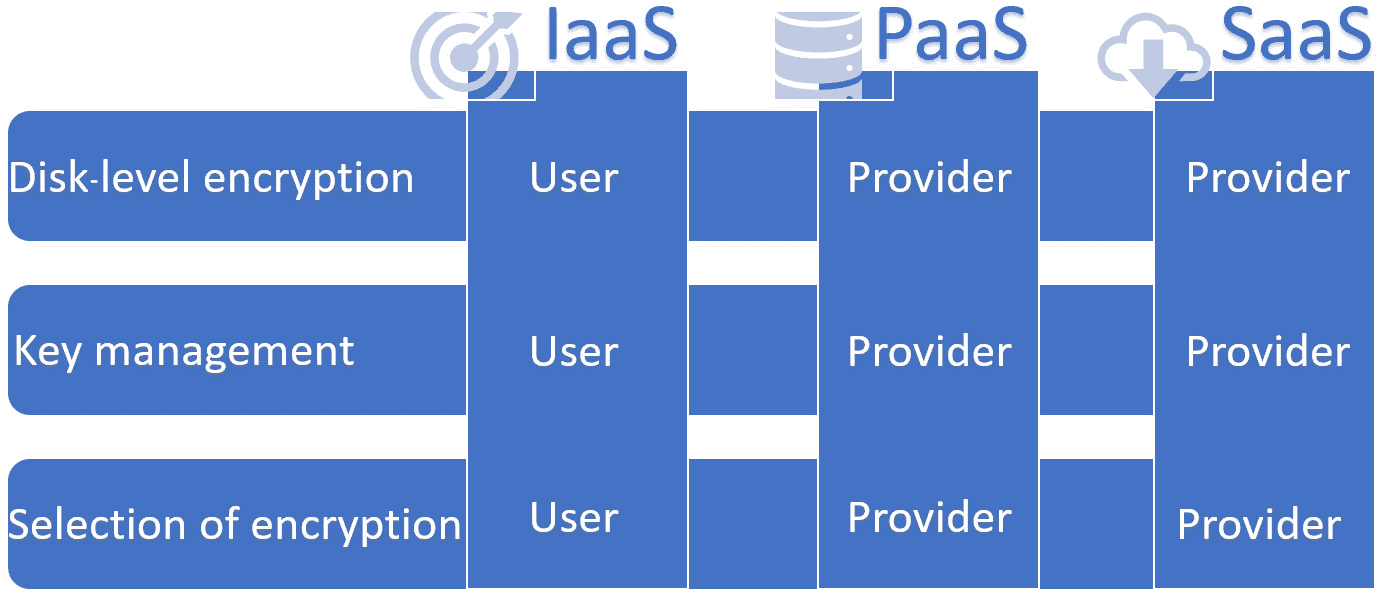 IaaS PaaS SaaS
Disk-level encryption User Provider Provider
Key management User Provider Provider
Selection of encryption User Provider Provider